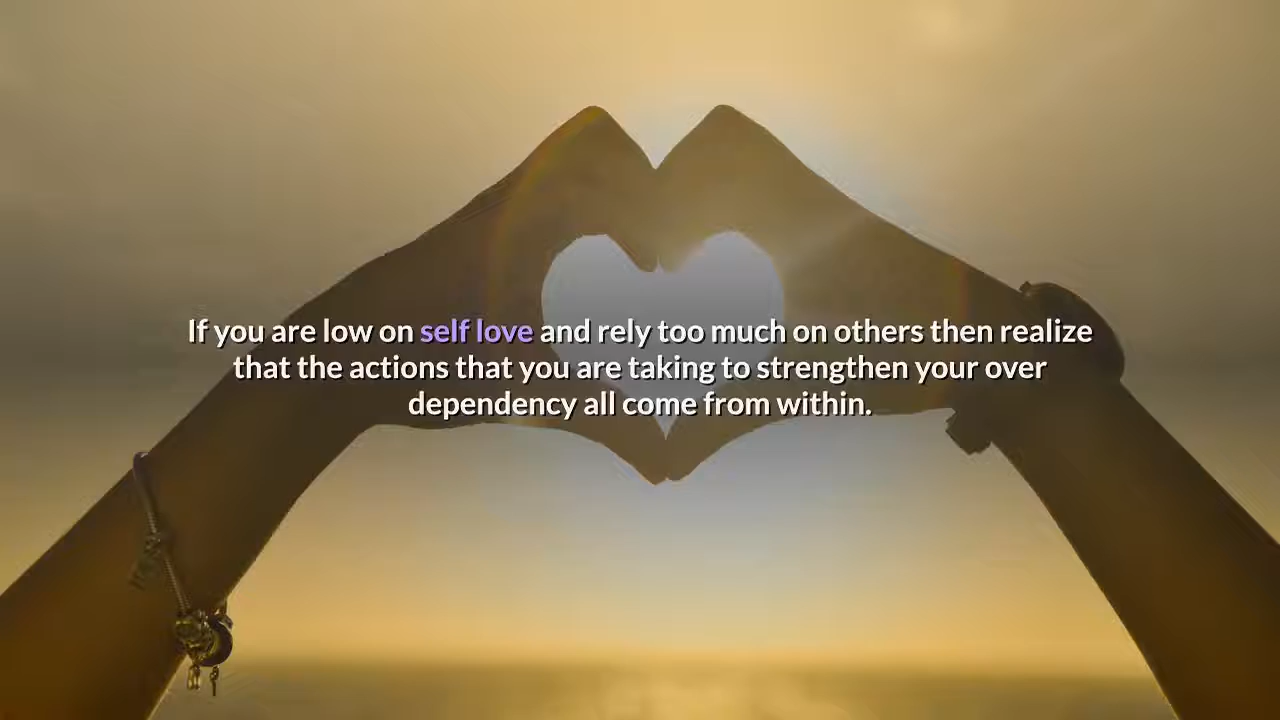 If you are low on self love and rely too much on others then realize
that the actions that you are taking to strengthen your over
dependency all come from within.